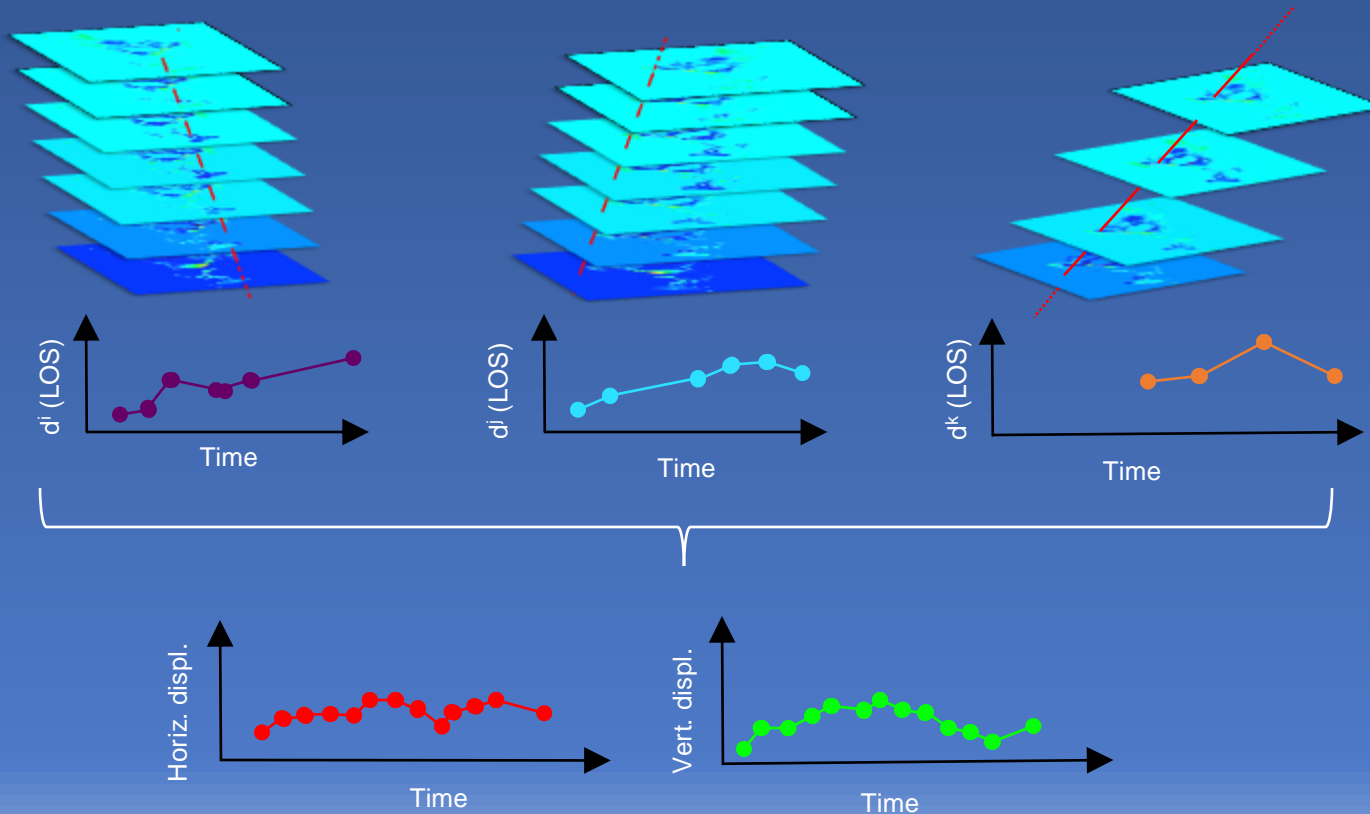 dⁱ (LOS)
Time
dʲ (LOS)
Time
dᵏ (LOS)
Time
Horiz. displ.
Time
Vert. displ.
Time